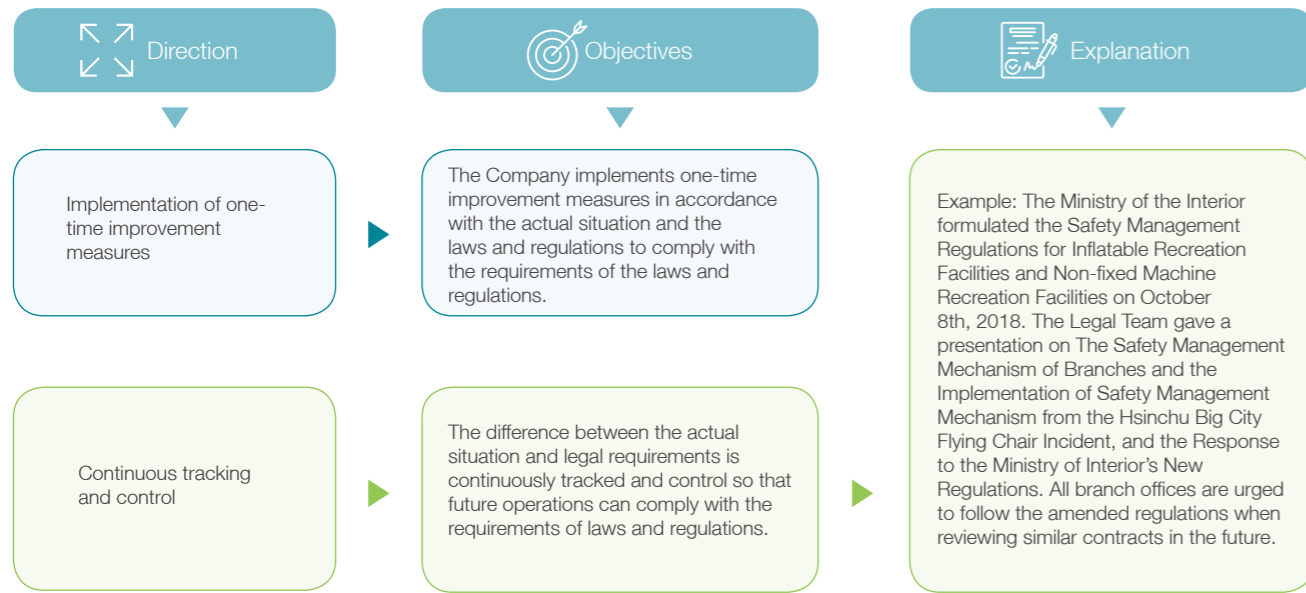 Direction
Objectives
Explanation
Implementation of one-
time improvement
measures
The Company implements one-time
improvement measures in accordance
with the actual situation and the
laws and regulations to comply with
the requirements of the laws and
regulations.
Continuous tracking
and control
The difference between the actual
situation and legal requirements is
continuously tracked and control so that
future operations can comply with the
requirements of laws and regulations.
Example: The Ministry of the Interior
formulated the Safety Management
Regulations for Inflatable Recreation
Facilities and Non-fixed Machine
Recreation Facilities on October
8th, 2018. The Legal Team gave a
presentation on The Safety Management
Mechanism of Branches and the
Implementation of Safety Management
Mechanism from the Hsinchu Big City
Flying Chair Incident, and the Response
to the Ministry of Interior’s New
Regulations. All branch offices are urged
to follow the amended regulations when
reviewing similar contracts in the future.